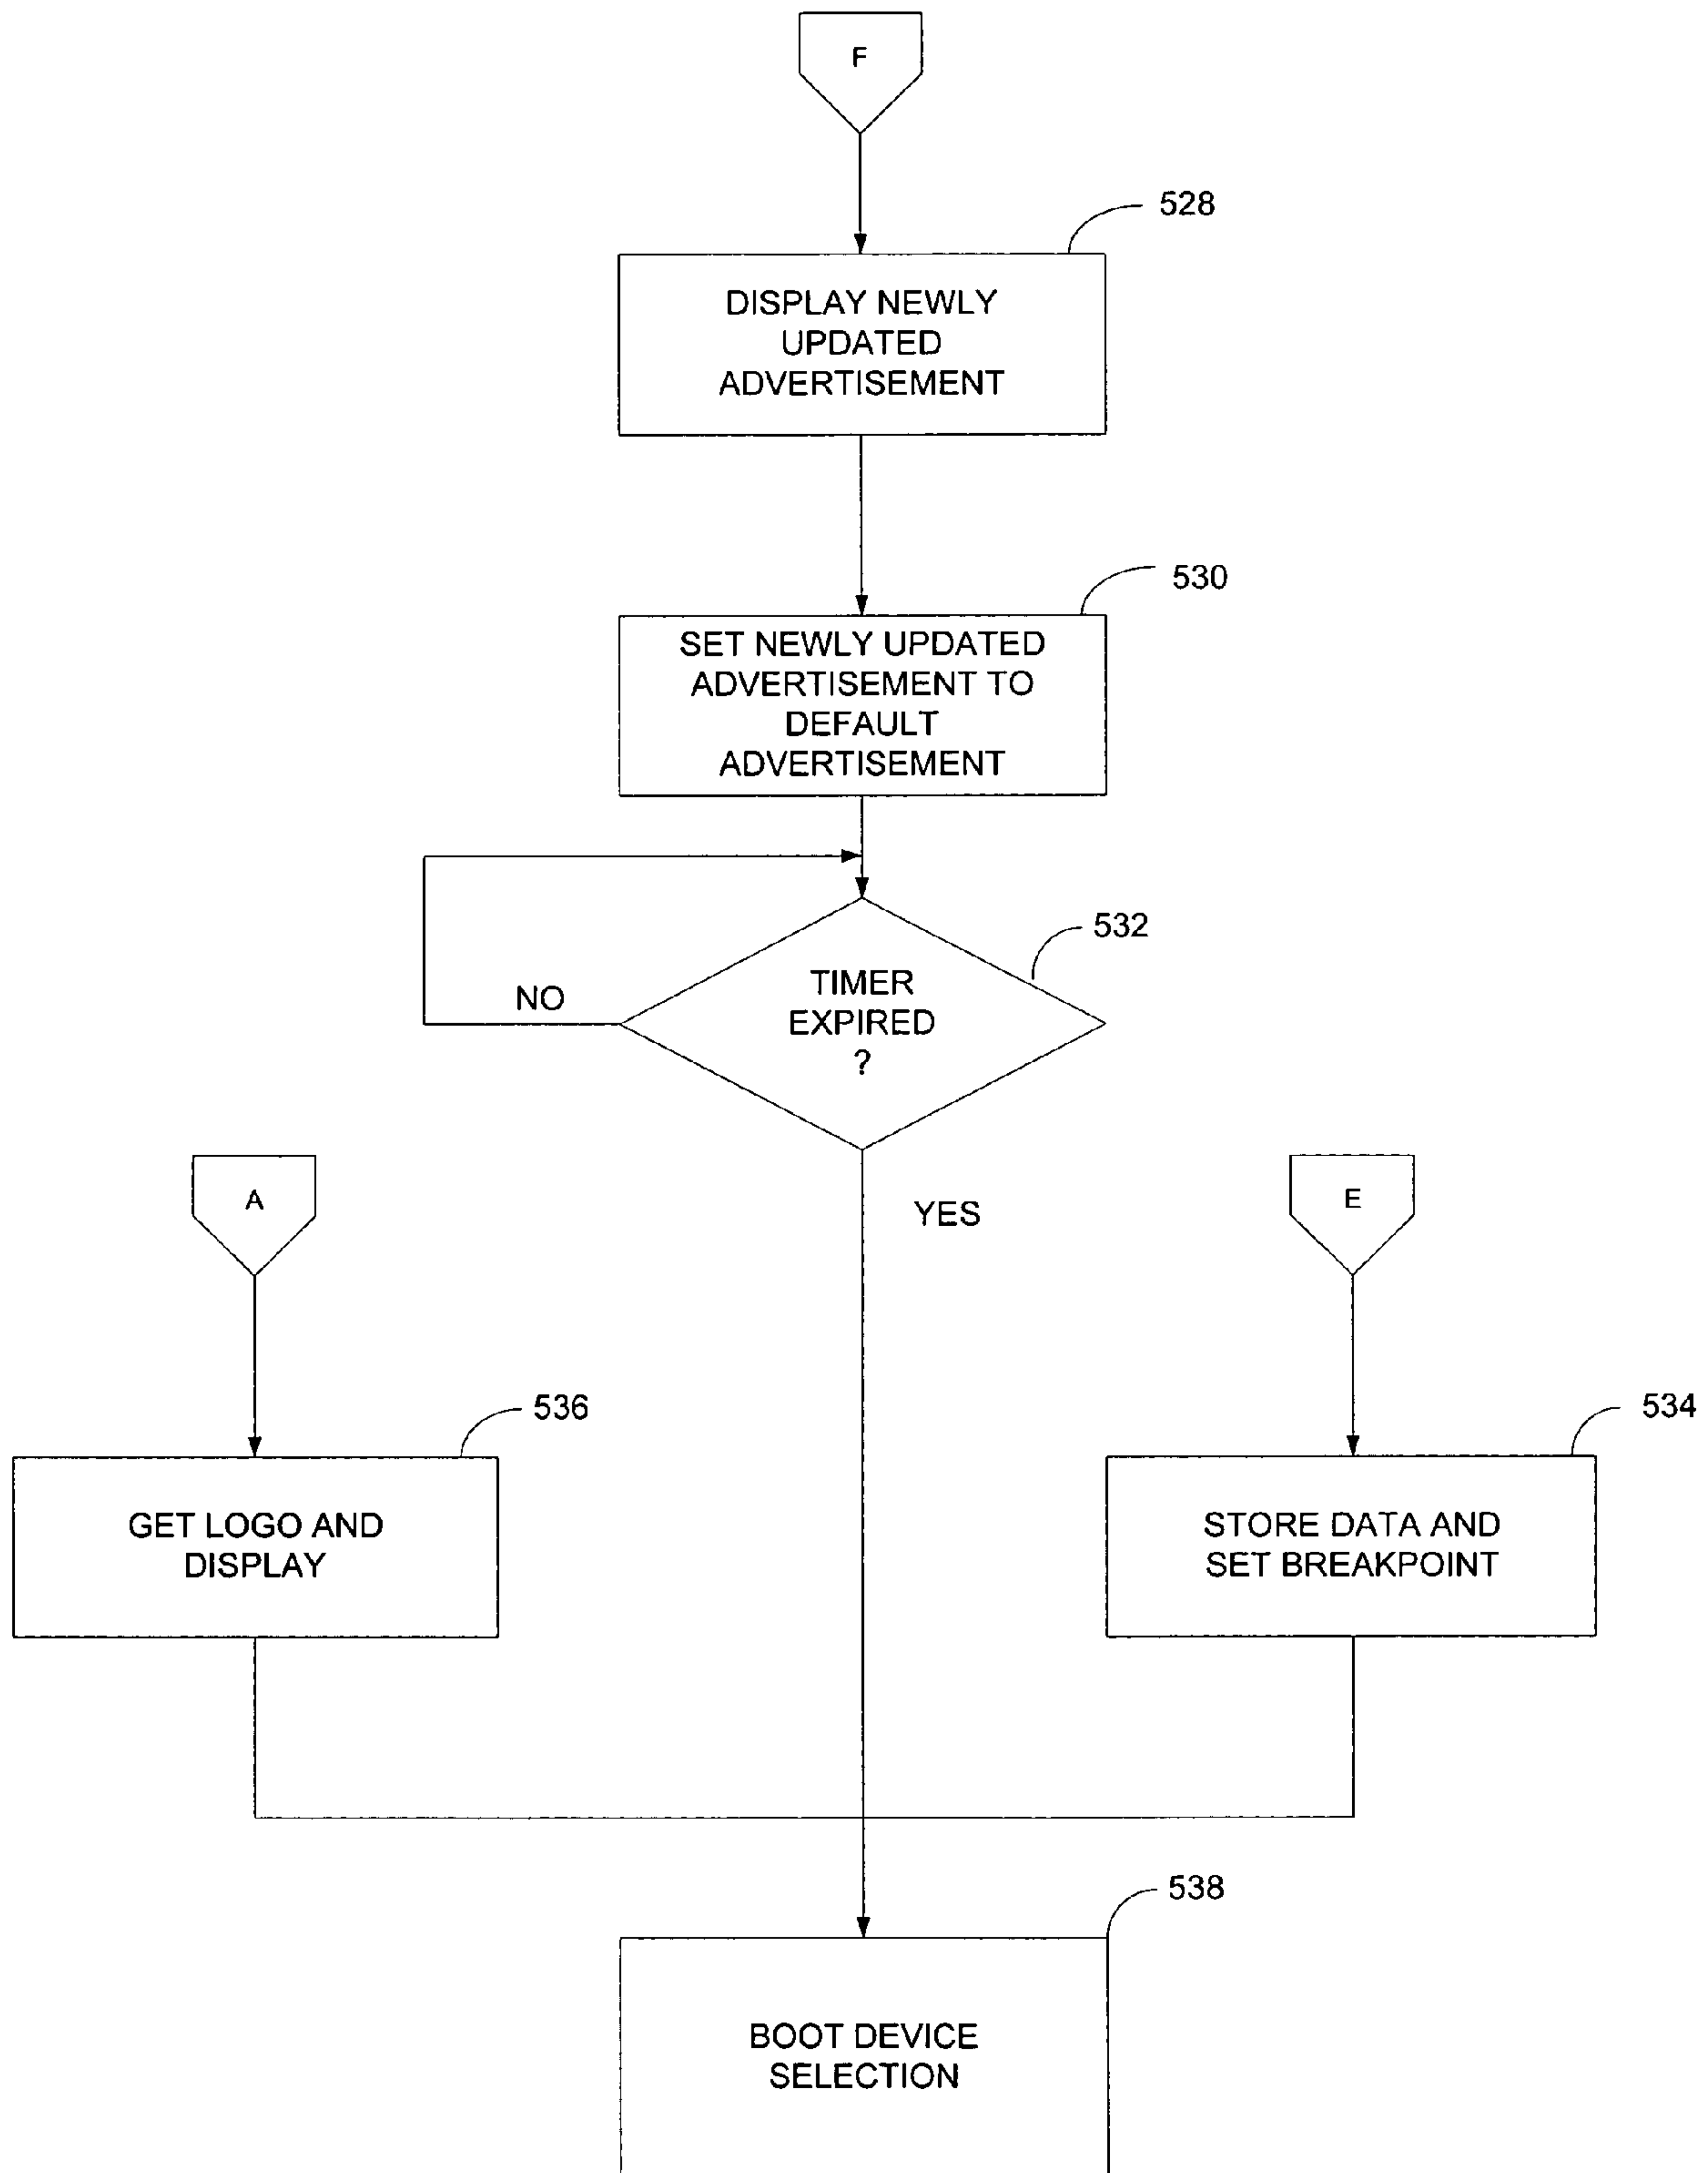 F
528
DISPLAY NEWLY
UPDATED
ADVERTISEMENT
530
SET NEWLY UPDATED
ADVERTISEMENT TO
DEFAULT
ADVERTISEMENT
532
TIMER
EXPIRED
?
NO
YES
A
E
536
GET LOGO AND
DISPLAY
534
STORE DATA AND
SET BREAKPOINT
538
BOOT DEVICE
SELECTION